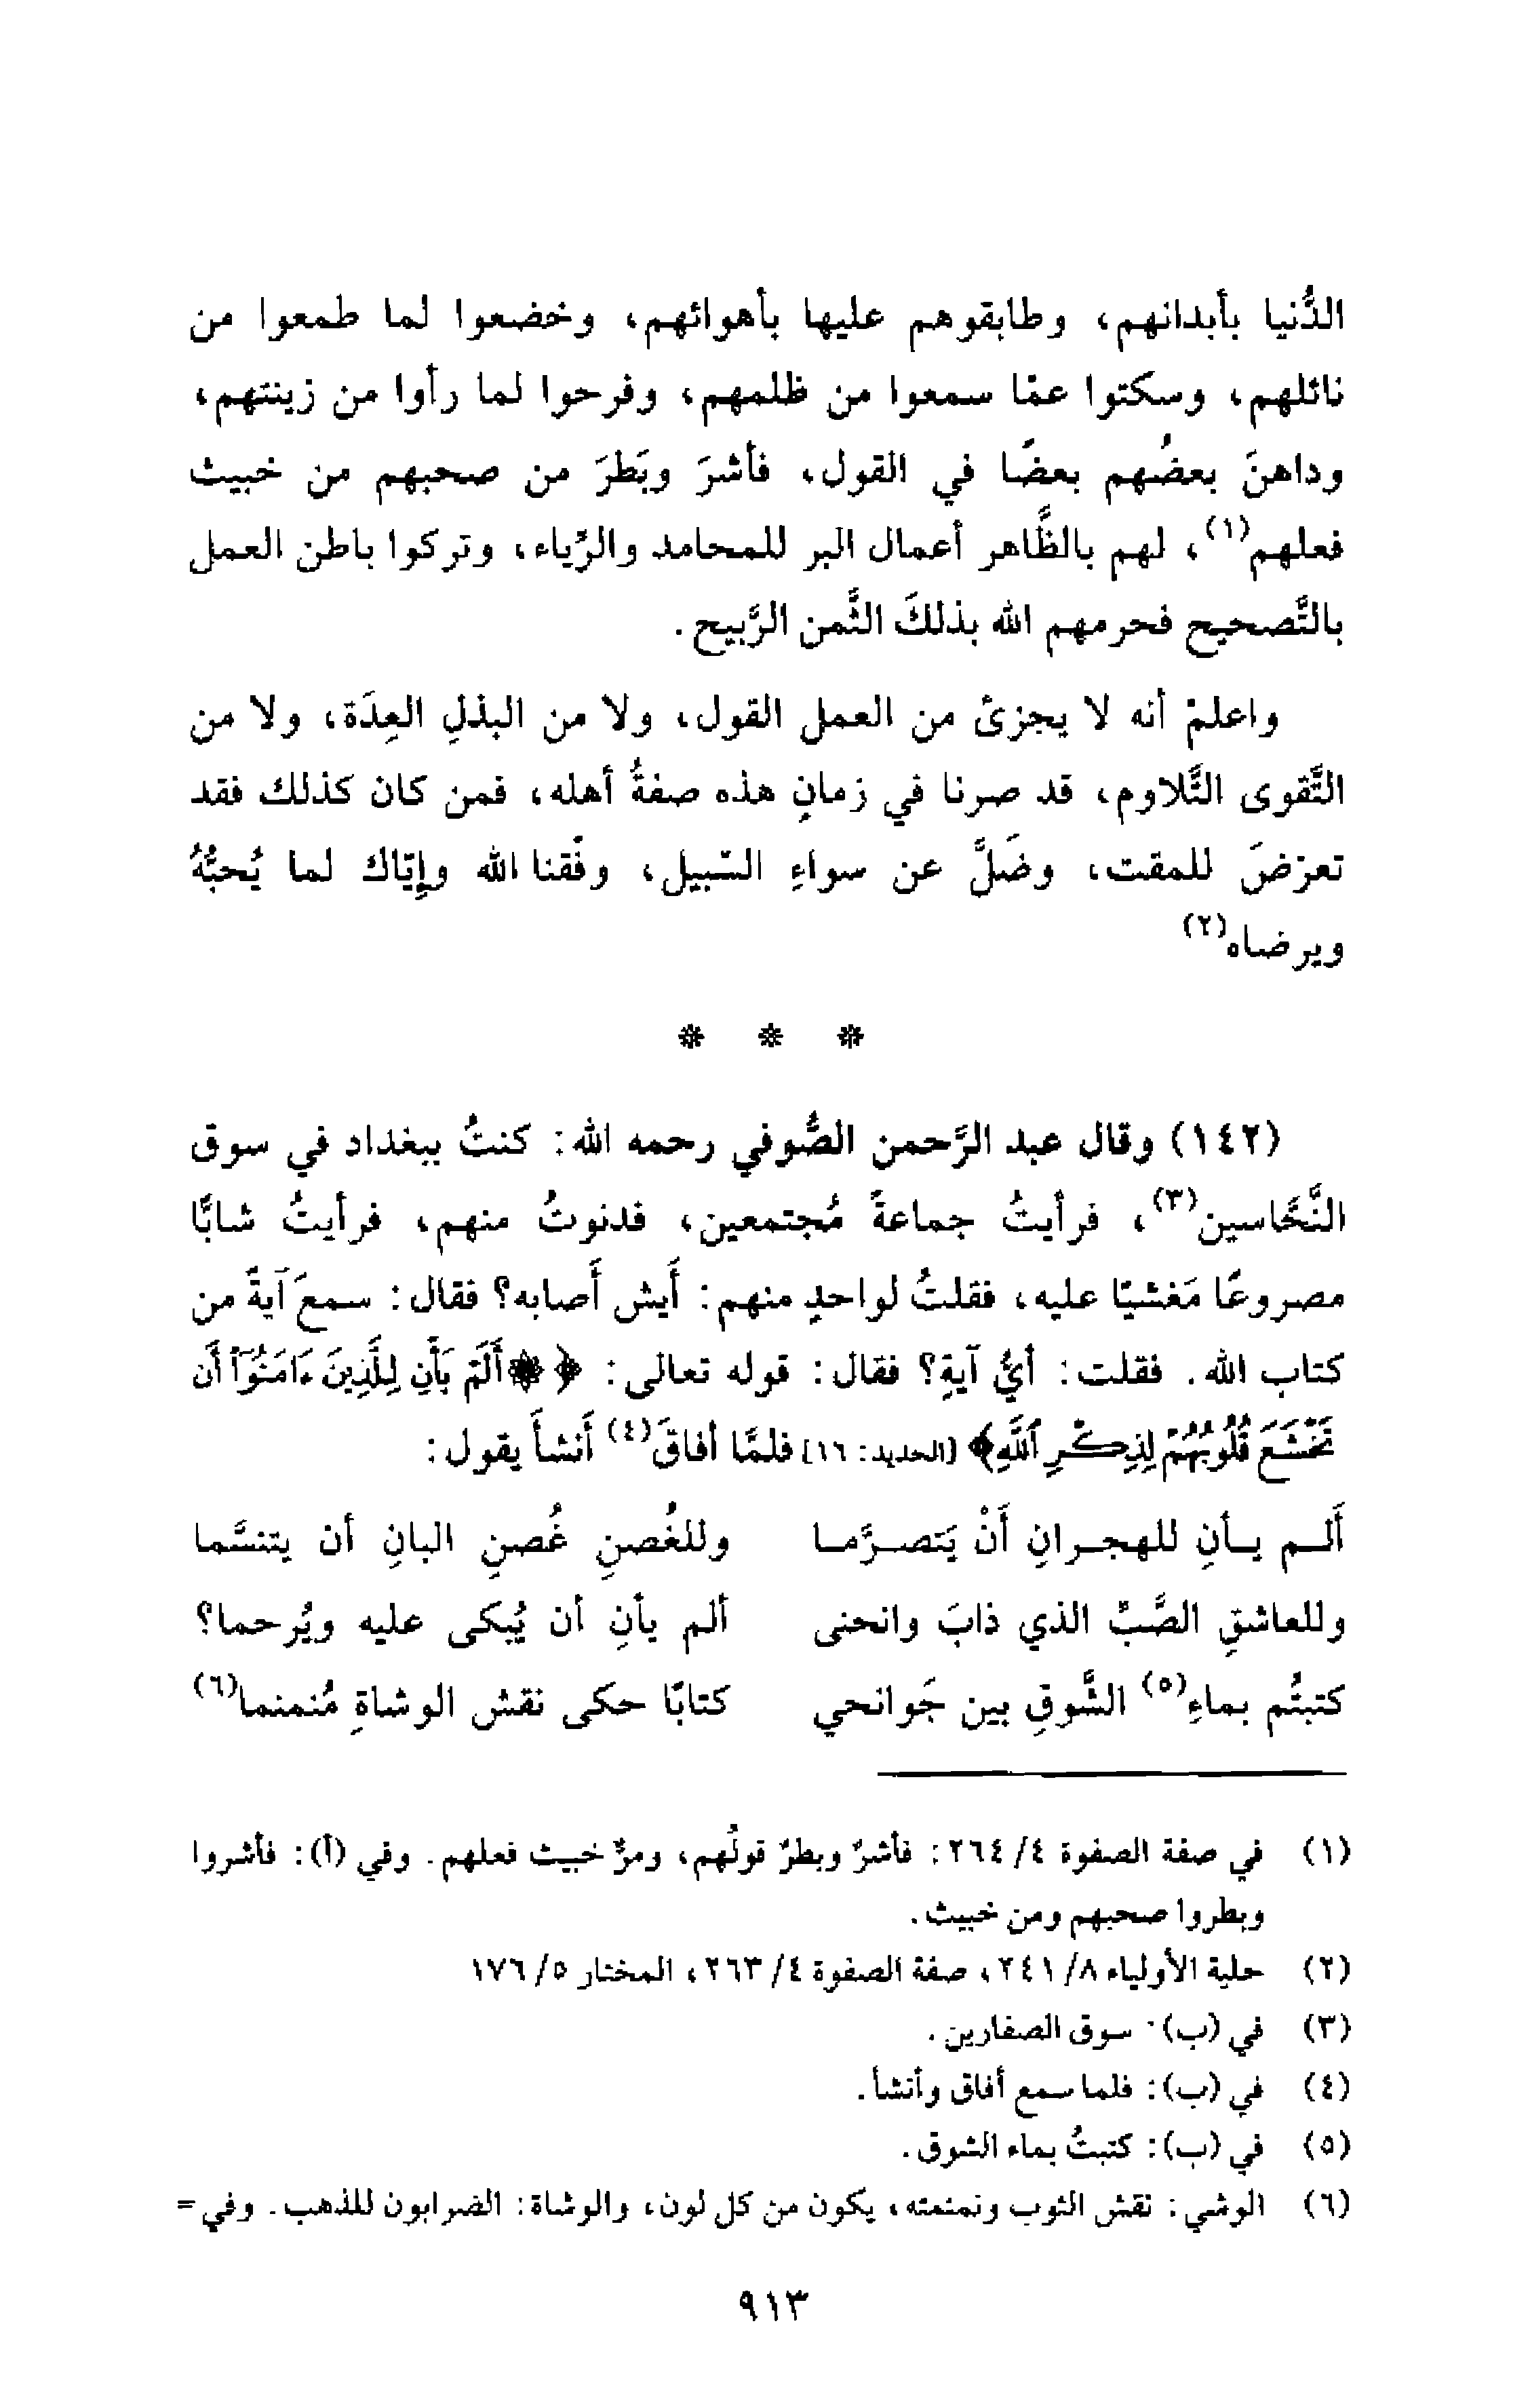 الدُّنيا بأبدانهم، وطابقوهم عليها بأهوائهم، وخضعوا لما طمعوا من
نائلهم، وسكتوا عمّا سمعوا من ظلمهم، وفرحوا لما رأوا من زينتهم،
وداهنَ بعضُهم بعضًا في القول، فأشرَ وبَطرَ من صحبهم من خبيث
فعلهم(١)، لهم بالظَّاهر أعمال البر للمحامد والرِّياء، وتركوا باطن العمل
بالتَّصحيح فحرمهم الله بذلكَ الثَّمن الرَّبيح.
واعلمْ أنه لا يجزئ من العمل القول، ولا من البذلِ العِدَة، ولا من
التَّقوى التَّلاوم، قد صرنا في زمانٍ هذه صفةُ أهله، فمن كان كذلك فقد
تعرّضَ للمقت، وضَلَّ عن سواءِ السّبيل، وفّقنا الله وإيّاك لما يُحبُّهُ
ويرضاه(٢)
* * *
(١٤٢) وقال عبد الرَّحمن الصُّوفي رحمه الله: كنتُ ببغداد في سوق
النَّخَّاسين(٣)، فرأيتُ جماعةً مُجتمعين، فدنوتُ منهم، فرأيتُ شابًّا
مصروعًا مَغشيًا عليه، فقلتُ لواحدٍ منهم: أَيش أَصابه؟ فقال: سمعَ آيةً من
كتاب الله. فقلت: أيُّ آيةٍ؟ فقال: قوله تعالى: ﴿۞ أَلَمْ يَأْنِ لِلَّذِينَ ءَامَنُوٓا۟ أَن
تَخْشَعَ قُلُوبُهُمْ لِذِكْرِ ٱللَّهِ﴾ [الحديد: ١٦] فلمَّا أفاقَ(٤) أَنشأَ يقول:
أَلـم يـأنِ للهجـرانِ أَنْ يَتصـرَّمـا وللغُصنِ غُصنِ البانِ أن يتنسَّما
وللعاشقِ الصَّبِّ الذي ذابَ وانحنى ألم يأنِ أن يُبكى عليه ويُرحما؟
كتبتُم بماءِ(٥) الشَّوقِ بين جَوانحي كتابًا حكى نقش الوشاةِ مُنمنما(٦)
(١) في صفة الصفوة ٤/ ٢٦٤: فأشرٌ وبطرٌ قولُهم، ومرٌّ خبيث فعلهم. وفي (أ): فأشروا
وبطروا صحبهم ومن خبيث.
(٢) حلية الأولياء ٨/ ٢٤١، صفة الصفوة ٤/ ٢٦٣، المختار ٥/ ١٧٦
(٣) في (ب)· سوق الصفارين.
(٤) في (ب): فلما سمع أفاق وأنشأ.
(٥) في (ب): كتبتُ بماء الشوق.
(٦) الوشي: نقش الثوب ونمنمته، يكون من كل لون، والوشاة: الضرابون للذهب. وفي=
٩١٣